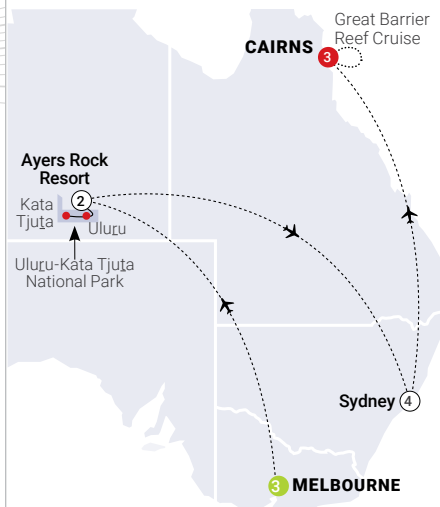 Great Barrier
Reef Cruise
CAIRNS 3
Ayers Rock
Resort
2
Kata
Tjuṯa
Uluṟu
Uluṟu-Kata Tjuṯa
National Park
Sydney 4
3 MELBOURNE